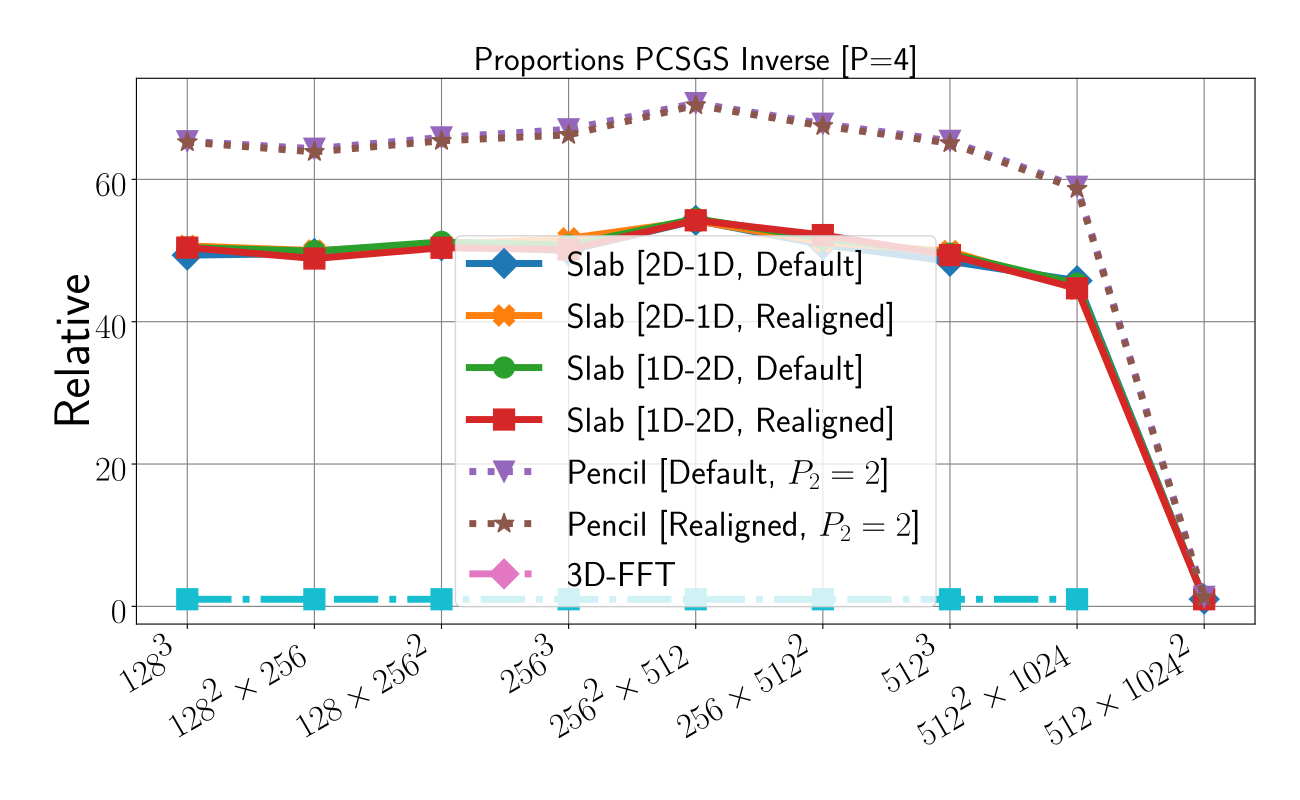 Proportions PCSGS Inverse [P=4]
Relative
60
40
20
0
Slab [2D-1D, Default]
Slab [2D-1D, Realigned]
Slab [1D-2D, Default]
Slab [1D-2D, Realigned]
Pencil [Default, P₂ = 2]
Pencil [Realigned, P₂ = 2]
3D-FFT
128³
128² × 256
128 × 256²
256³
256² × 512
256 × 512²
512³
512² × 1024
512 × 1024²